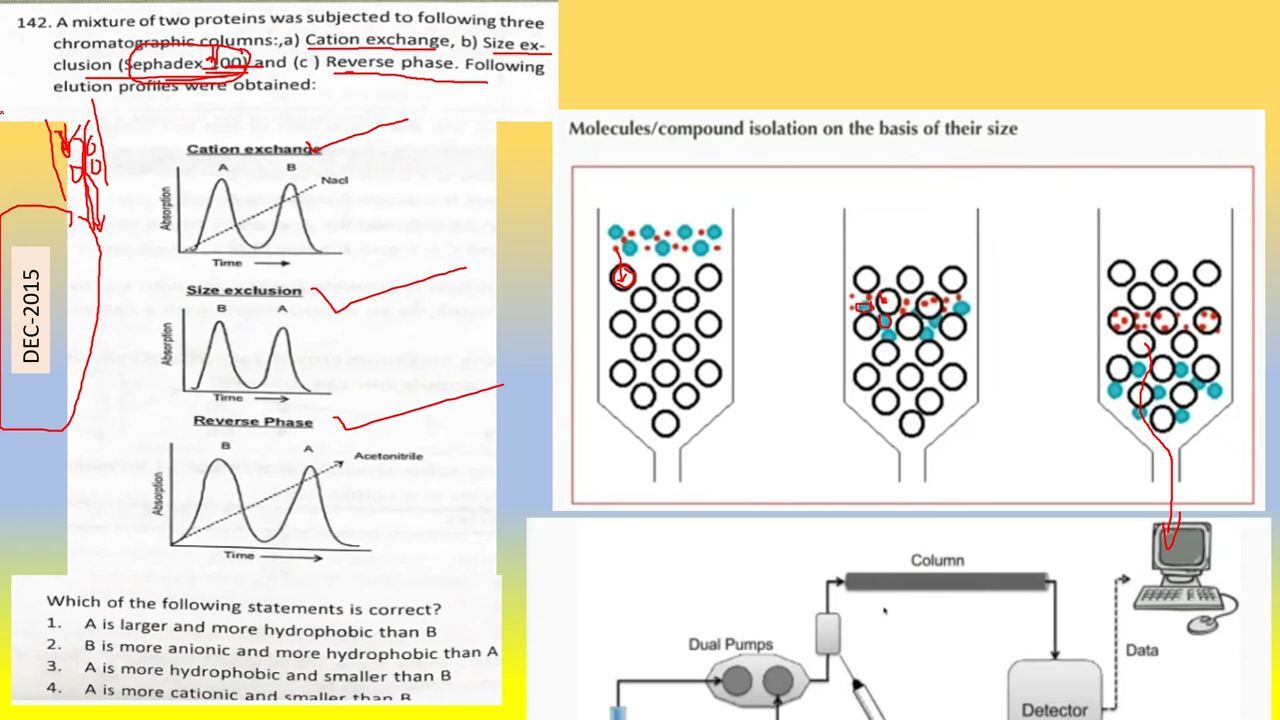 142. A mixture of two proteins was subjected to following three
chromatographic columns:,a) Cation exchange, b) Size ex-
clusion (Sephadex 100) and (c ) Reverse phase. Following
elution profiles were obtained:
DEC-2015
Cation exchange
A
B
Nacl
Absorption
Time
Size exclusion
B
A
Absorption
Time
Reverse Phase
B
A
Acetonitrile
Absorption
Time
Which of the following statements is correct?
1. A is larger and more hydrophobic than B
2. B is more anionic and more hydrophobic than A
3. A is more hydrophobic and smaller than B
4. A is more cationic and smaller than B
Molecules/compound isolation on the basis of their size
Column
Dual Pumps
Data
Detector